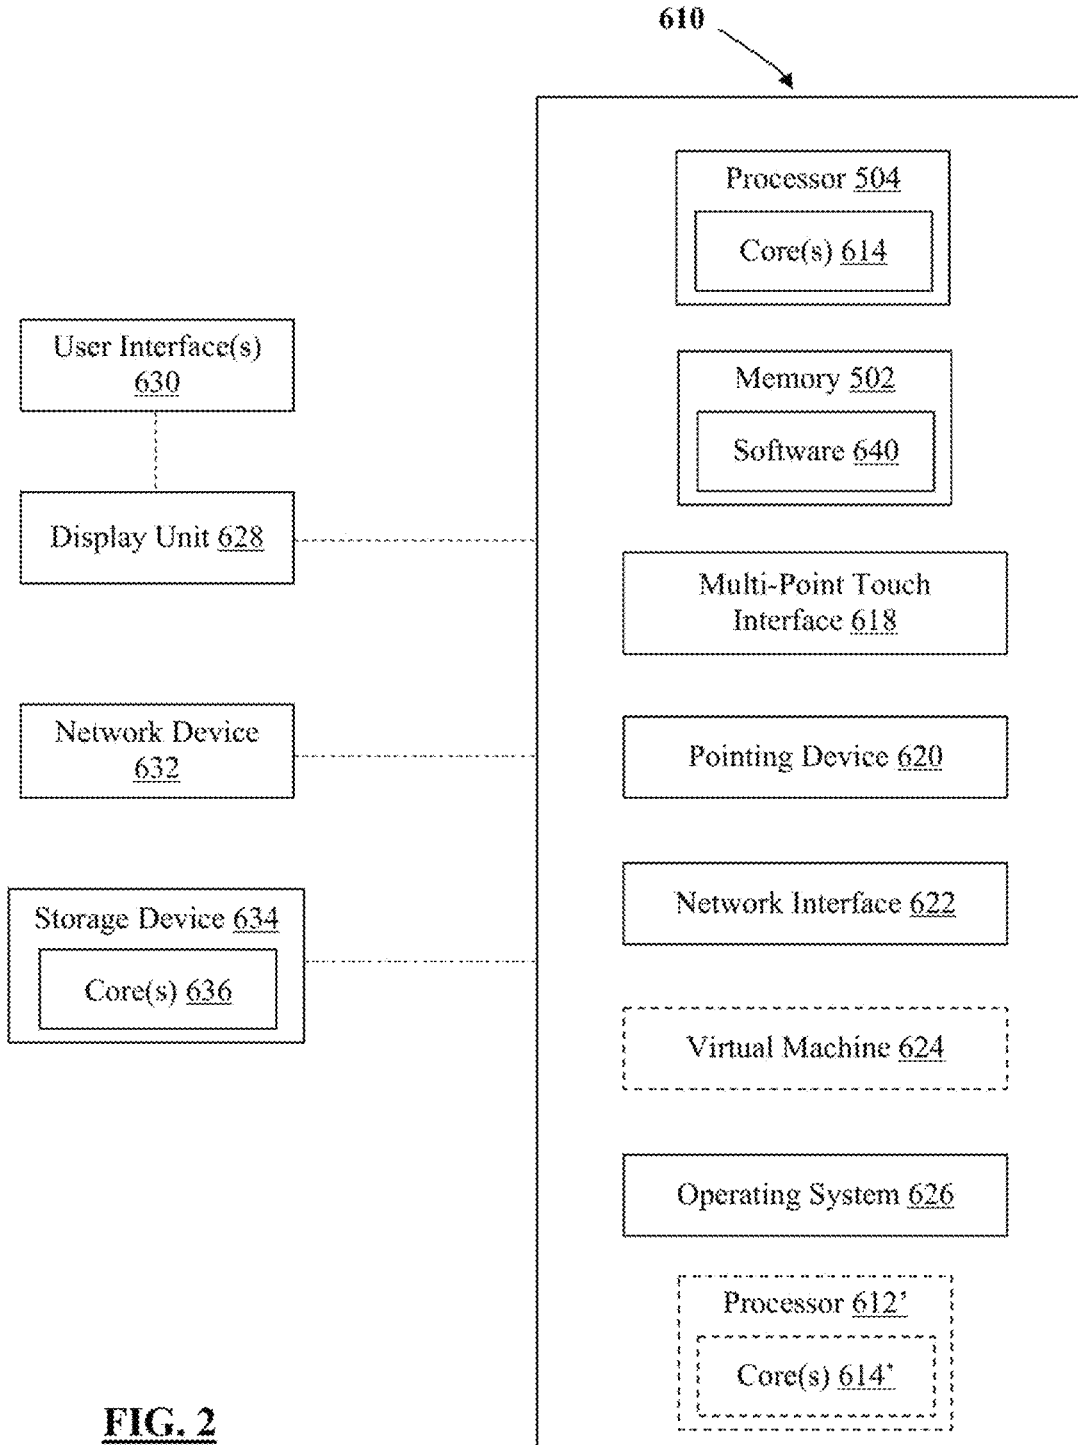 610
Processor 504
Core(s) 614
User Interface(s)
630
Memory 502
Software 640
Display Unit 628
Multi-Point Touch
Interface 618
Network Device
632
Pointing Device 620
Storage Device 634
Core(s) 636
Network Interface 622
Virtual Machine 624
Operating System 626
Processor 612'
Core(s) 614'
FIG. 2